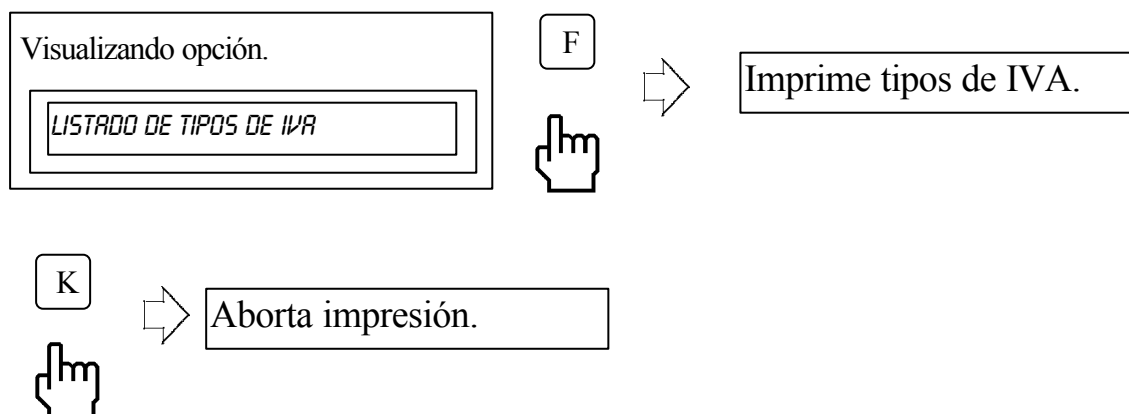 Visualizando opción.
F
Imprime tipos de IVA.
LISTADO DE TIPOS DE IVA
K
Aborta impresión.